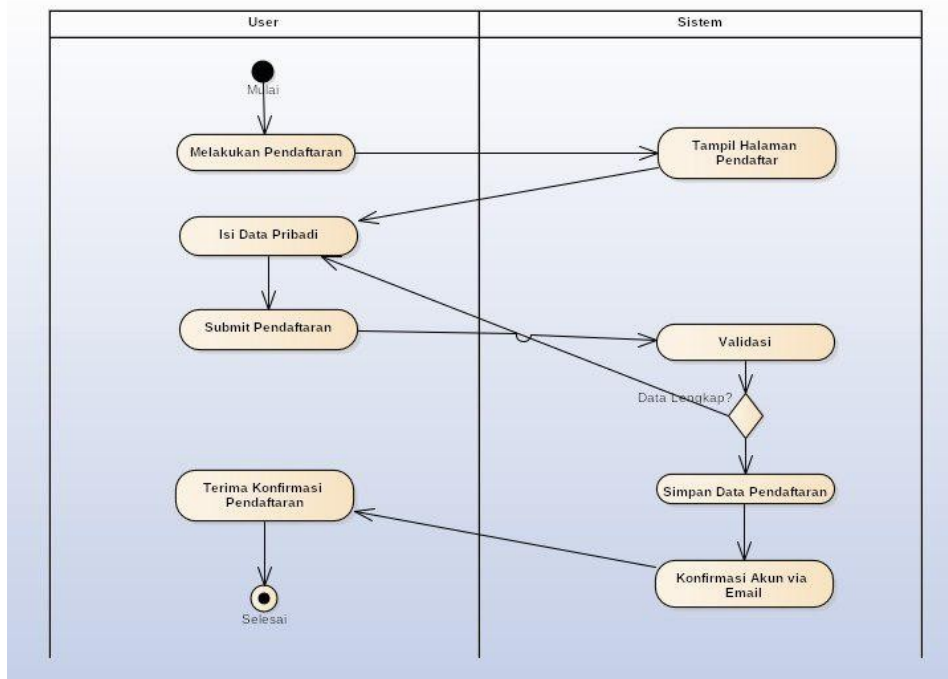 User
Sistem
Mulai
Melakukan Pendaftaran
Tampil Halaman
Pendaftar
Isi Data Pribadi
Submit Pendaftaran
Validasi
Data Lengkap?
Simpan Data Pendaftaran
Terima Konfirmasi
Pendaftaran
Konfirmasi Akun via
Email
Selesai